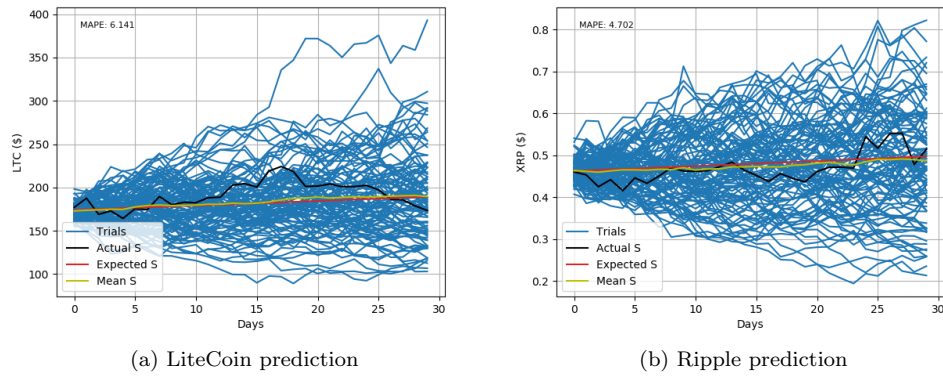 MAPE: 6.141
400
350
300
250
200
150
100
LTC ($)
Trials
Actual S
Expected S
Mean S
0 5 10 15 20 25 30
Days
(a) LiteCoin prediction
MAPE: 4.702
0.8
0.7
0.6
0.5
0.4
0.3
0.2
XRP ($)
Trials
Actual S
Expected S
Mean S
0 5 10 15 20 25 30
Days
(b) Ripple prediction